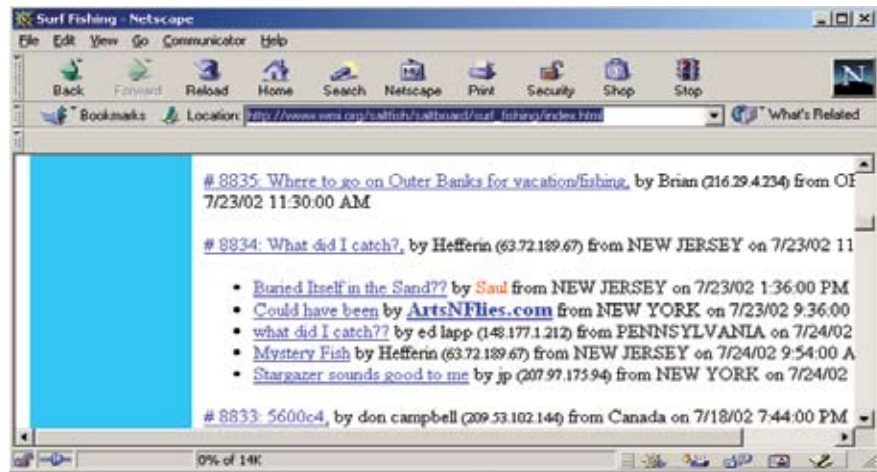 Surf Fishing - Netscape
File Edit View Go Communicator Help
Back Forward Reload Home Search Netscape Print Security Shop Stop
N
Bookmarks Location: http://www.wmi.org/saltfish/saltboard/surf_fishing/index.html What's Related
# 8835: Where to go on Outer Banks for vacation/fishing, by Brian (216.29.4.234) from OF
7/23/02 11:30:00 AM
# 8834: What did I catch?, by Hefferin (63.72.189.67) from NEW JERSEY on 7/23/02 11
• Buried Itself in the Sand?? by Saul from NEW JERSEY on 7/23/02 1:36:00 PM
• Could have been by ArtsNFlies.com from NEW YORK on 7/23/02 9:36:00
• what did I catch?? by ed lapp (148.177.1.212) from PENNSYLVANIA on 7/24/02
• Mystery Fish by Hefferin (63.72.189.67) from NEW JERSEY on 7/24/02 9:54:00 A
• Stargazer sounds good to me by jp (207.97.175.94) from NEW YORK on 7/24/02
# 8833: 5600c4, by don campbell (209.53.102.144) from Canada on 7/18/02 7:44:00 PM
0% of 14K